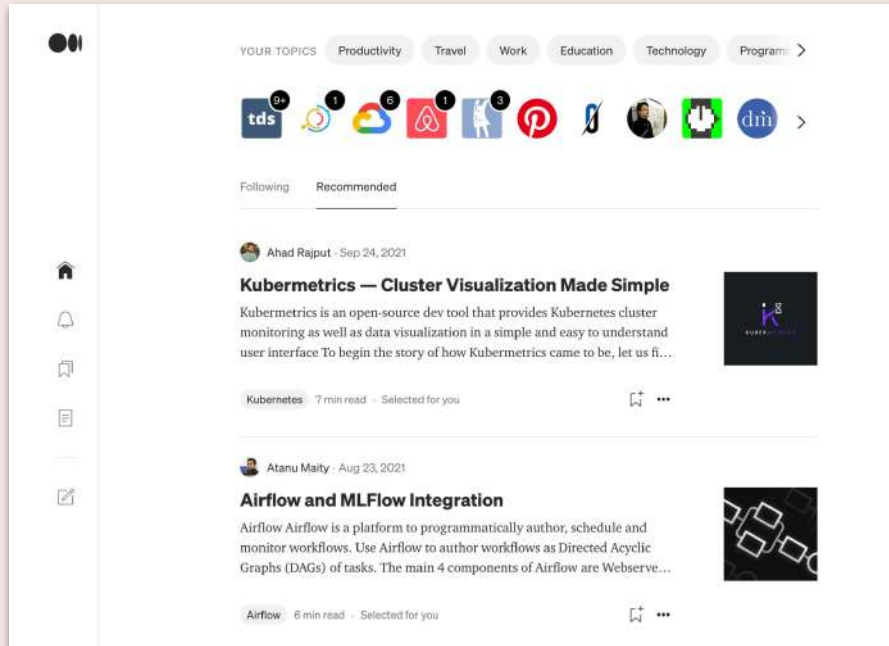 YOUR TOPICS Productivity Travel Work Education Technology Program
tds 9+ 1 6 1 3 dm
Following Recommended
Ahad Rajput · Sep 24, 2021
Kubermetrics — Cluster Visualization Made Simple
Kubermetrics is an open-source dev tool that provides Kubernetes cluster
monitoring as well as data visualization in a simple and easy to understand
user interface To begin the story of how Kubermetrics came to be, let us fi...
Kubernetes 7 min read · Selected for you
Atanu Maity · Aug 23, 2021
Airflow and MLFlow Integration
Airflow Airflow is a platform to programmatically author, schedule and
monitor workflows. Use Airflow to author workflows as Directed Acyclic
Graphs (DAGs) of tasks. The main 4 components of Airflow are Webserve...
Airflow 6 min read · Selected for you